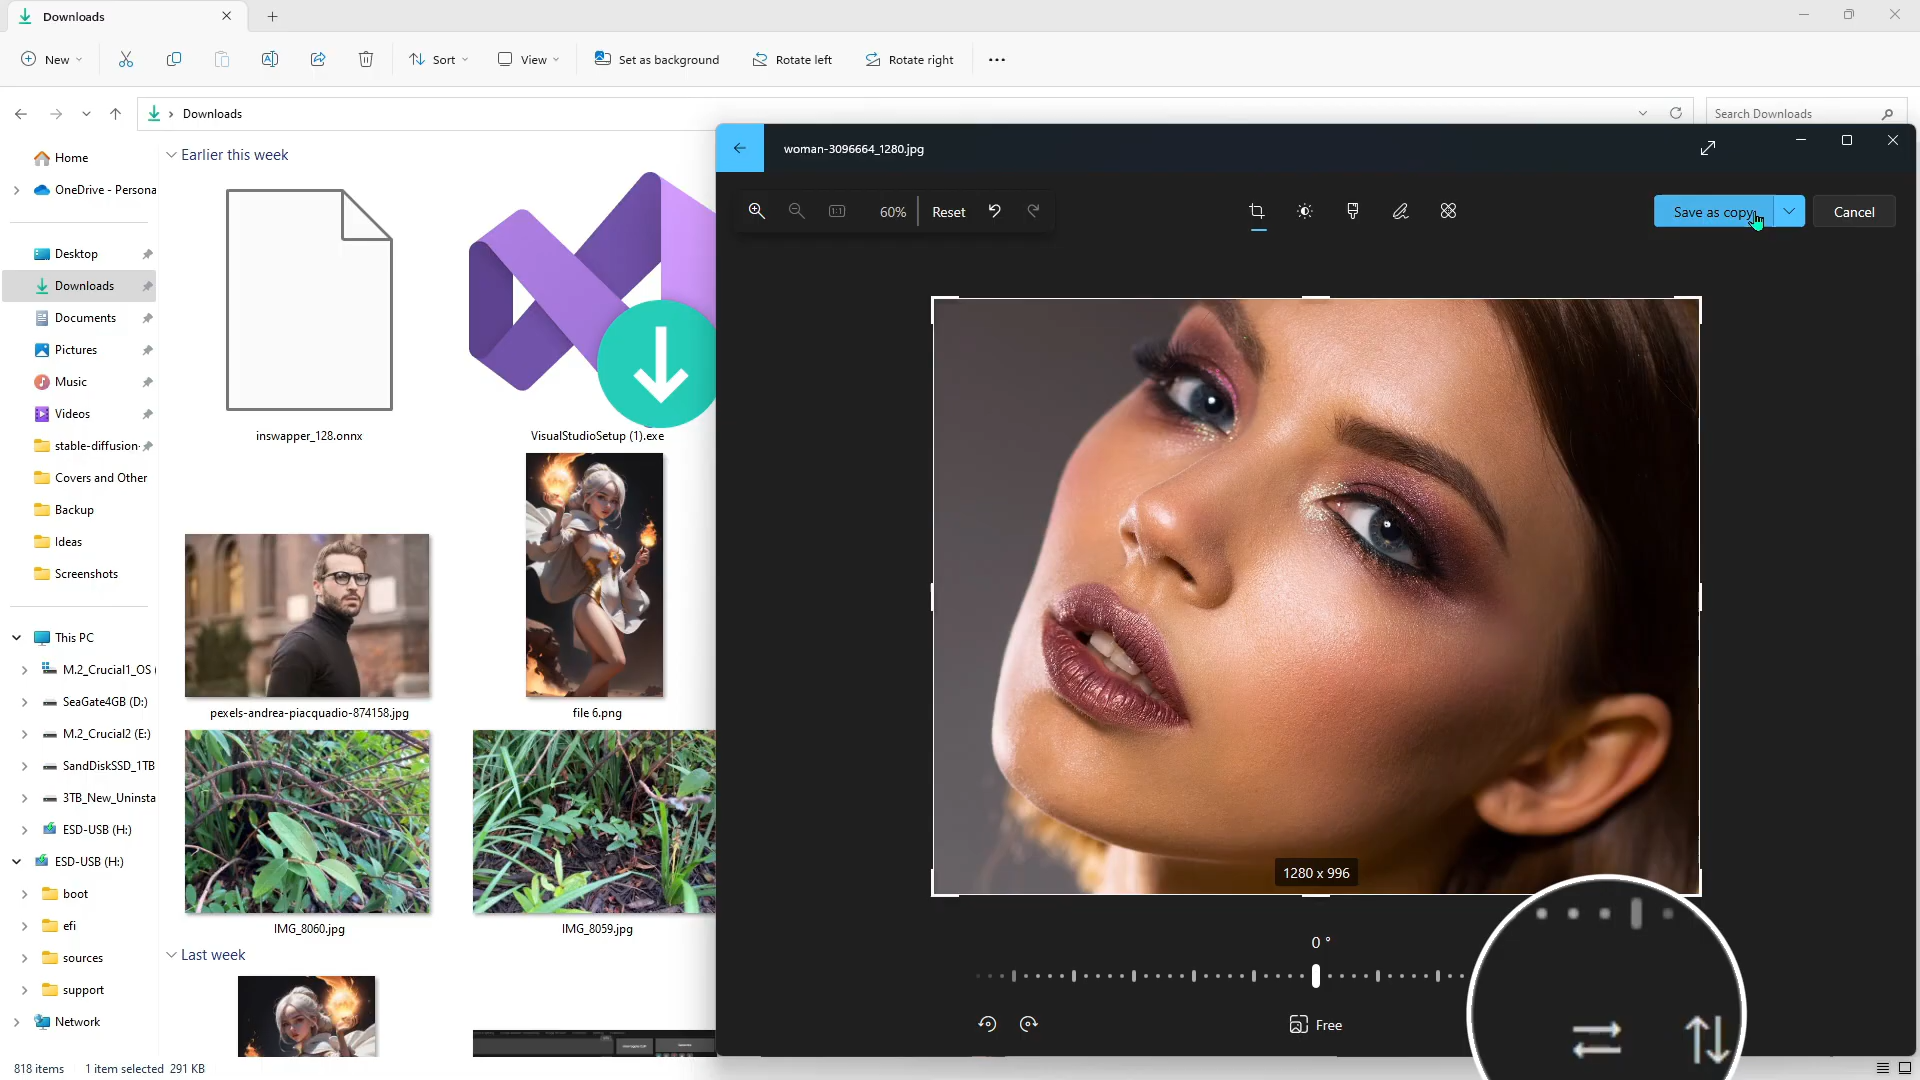 Downloads
New
Sort
View
Set as background
Rotate left
Rotate right
Downloads
Search Downloads
Home
OneDrive - Persona
Desktop
Downloads
Documents
Pictures
Music
Videos
stable-diffusion-
Covers and Other
Backup
Ideas
Screenshots
This PC
M.2_Crucial1_OS (
SeaGate4GB (D:)
M.2_Crucial2 (E:)
SandDiskSSD_1TB
3TB_New_Uninsta
ESD-USB (H:)
ESD-USB (H:)
boot
efi
sources
support
Network
Earlier this week
inswapper_128.onnx
VisualStudioSetup (1).exe
pexels-andrea-piacquadio-874158.jpg
file 6.png
IMG_8060.jpg
IMG_8059.jpg
Last week
woman-3096664_1280.jpg
1:1
60%
Reset
Save as copy
Cancel
1280 x 996
0 °
Free
818 items
1 item selected 291 KB